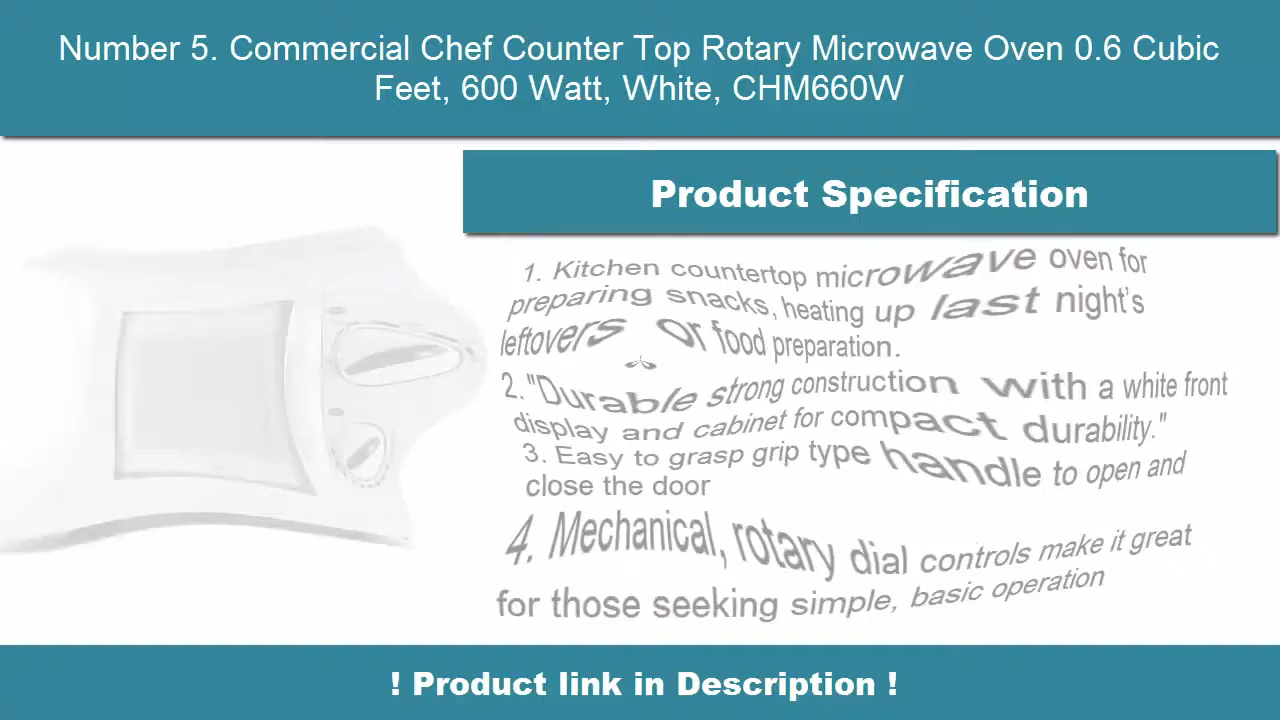 Number 5. Commercial Chef Counter Top Rotary Microwave Oven 0.6 Cubic
Feet, 600 Watt, White, CHM660W
Product Specification
1. Kitchen countertop microwave oven for
preparing snacks, heating up last night's
leftovers or food preparation.
2."Durable strong construction with a white front
display and cabinet for compact durability."
3. Easy to grasp grip type handle to open and
close the door
4. Mechanical, rotary dial controls make it great
for those seeking simple, basic operation
! Product link in Description !